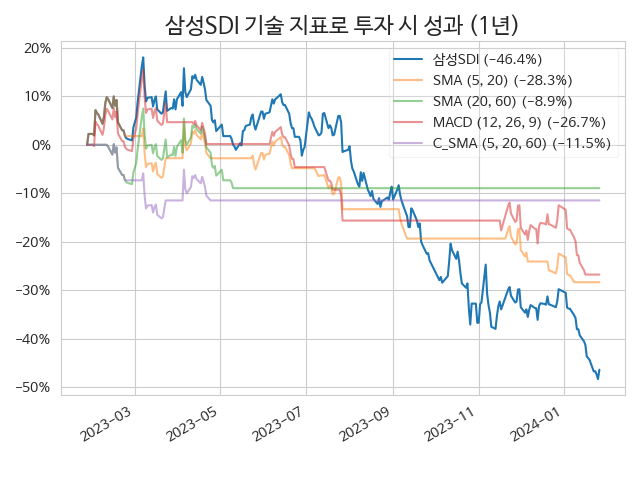 삼성SDI 기술 지표로 투자 시 성과 (1년)
20%
10%
0%
−10%
−20%
−30%
−40%
−50%
삼성SDI (−46.4%)
SMA (5, 20) (−28.3%)
SMA (20, 60) (−8.9%)
MACD (12, 26, 9) (−26.7%)
C_SMA (5, 20, 60) (−11.5%)
2023−03
2023−05
2023−07
2023−09
2023−11
2024−01